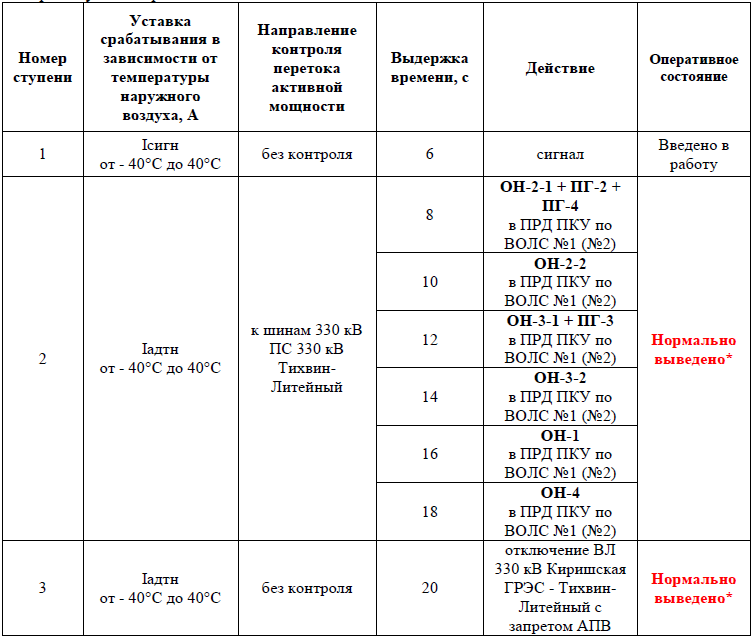 Номер
ступени
Уставка
срабатывания в
зависимости от
температуры
наружного
воздуха, А
Направление
контроля
перетока
активной
мощности
Выдержка
времени, с
Действие
Оперативное
состояние
1
Iсигн
от - 40°С до 40°С
без контроля
6
сигнал
Введено в
работу
2
Iадтн
от - 40°С до 40°С
к шинам 330 кВ
ПС 330 кВ
Тихвин-
Литейный
8
ОН-2-1 + ПГ-2 +
ПГ-4
в ПРД ПКУ по
ВОЛС №1 (№2)
10
ОН-2-2
в ПРД ПКУ по
ВОЛС №1 (№2)
12
ОН-3-1 + ПГ-3
в ПРД ПКУ по
ВОЛС №1 (№2)
14
ОН-3-2
в ПРД ПКУ по
ВОЛС №1 (№2)
16
ОН-1
в ПРД ПКУ по
ВОЛС №1 (№2)
18
ОН-4
в ПРД ПКУ по
ВОЛС №1 (№2)
Нормально
выведено*
3
Iадтн
от - 40°С до 40°С
без контроля
20
отключение ВЛ
330 кВ Киришская
ГРЭС - Тихвин-
Литейный с
запретом АПВ
Нормально
выведено*